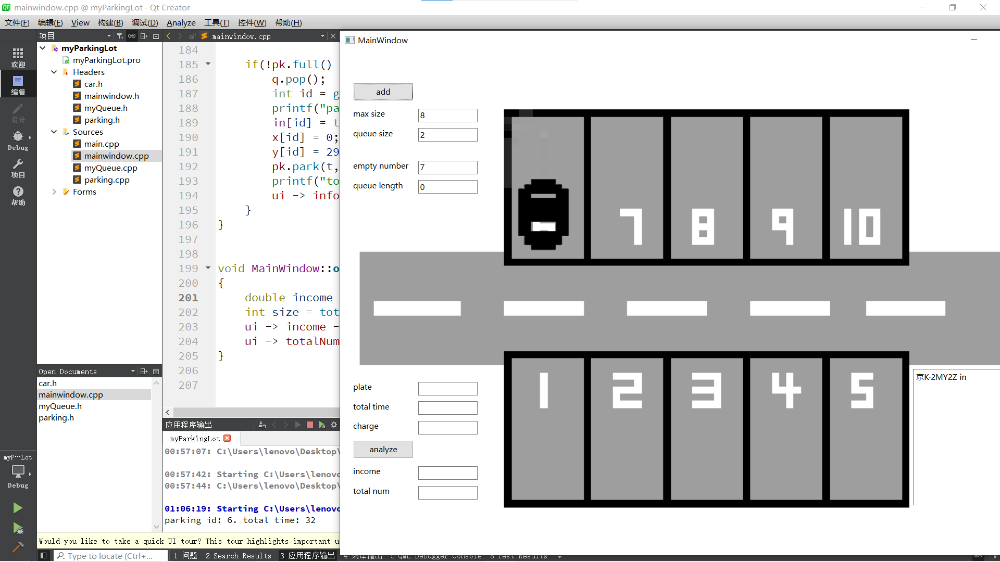 mainwindow.cpp @ myParkingLot - Qt Creator
文件(F) 编辑(E) View 构建(B) 调试(D) Analyze 工具(T) 控件(W) 帮助(H)
项目
mainwindow.cpp
MainWindow
欢迎
编辑
设计
Debug
项目
帮助
myP···Lot
Debug
myParkingLot
myParkingLot.pro
Headers
car.h
mainwindow.h
myQueue.h
parking.h
Sources
main.cpp
mainwindow.cpp
myQueue.cpp
parking.cpp
Forms
Open Documents
car.h
mainwindow.cpp
myQueue.h
parking.h
184
185 if(!pk.full()
186 q.pop();
187 int id = g
188 printf("pa
189 in[id] = t
190 x[id] = 0;
191 y[id] = 29
192 pk.park(t,
193 printf("to
194 ui -> info
195 }
196 }
197
198
199 void MainWindow::o
200 {
201 double income
202 int size = tot
203 ui -> income -
204 ui -> totalNum
205 }
206
207
应用程序输出
myParkingLot
00:57:07: C:\Users\lenovo\Desktop\
00:57:42: Starting C:\Users\lenovo
00:57:44: C:\Users\lenovo\Desktop\
01:06:19: Starting C:\Users\lenovo
parking id: 6. total time: 32
Would you like to take a quick UI tour? This tour highlights important u
Type to locate (Ctrl+...
1 问题 2 Search Results 3 应用程序输出 4 编译输出 5 QML Debugger Console 8 Test Results
add
max size 8
queue size 2
empty number 7
queue length 0
7 8 9 10
1 2 3 4 5
京K·2MY2Z in
plate
total time
charge
analyze
income
total num